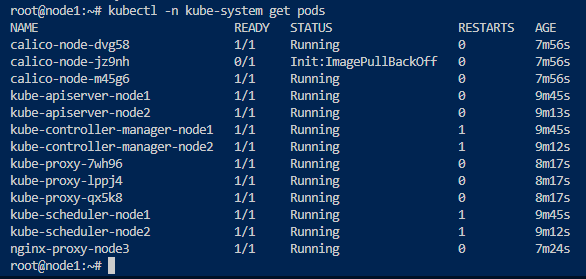 root@node1:~# kubectl -n kube-system get pods
NAME READY STATUS RESTARTS AGE
calico-node-dvg58 1/1 Running 0 7m56s
calico-node-jz9nh 0/1 Init:ImagePullBackOff 0 7m56s
calico-node-m45g6 1/1 Running 0 7m56s
kube-apiserver-node1 1/1 Running 0 9m45s
kube-apiserver-node2 1/1 Running 0 9m13s
kube-controller-manager-node1 1/1 Running 1 9m45s
kube-controller-manager-node2 1/1 Running 1 9m12s
kube-proxy-7wh96 1/1 Running 0 8m17s
kube-proxy-lppj4 1/1 Running 0 8m17s
kube-proxy-qx5k8 1/1 Running 0 8m17s
kube-scheduler-node1 1/1 Running 1 9m45s
kube-scheduler-node2 1/1 Running 1 9m12s
nginx-proxy-node3 1/1 Running 0 7m24s
root@node1:~#